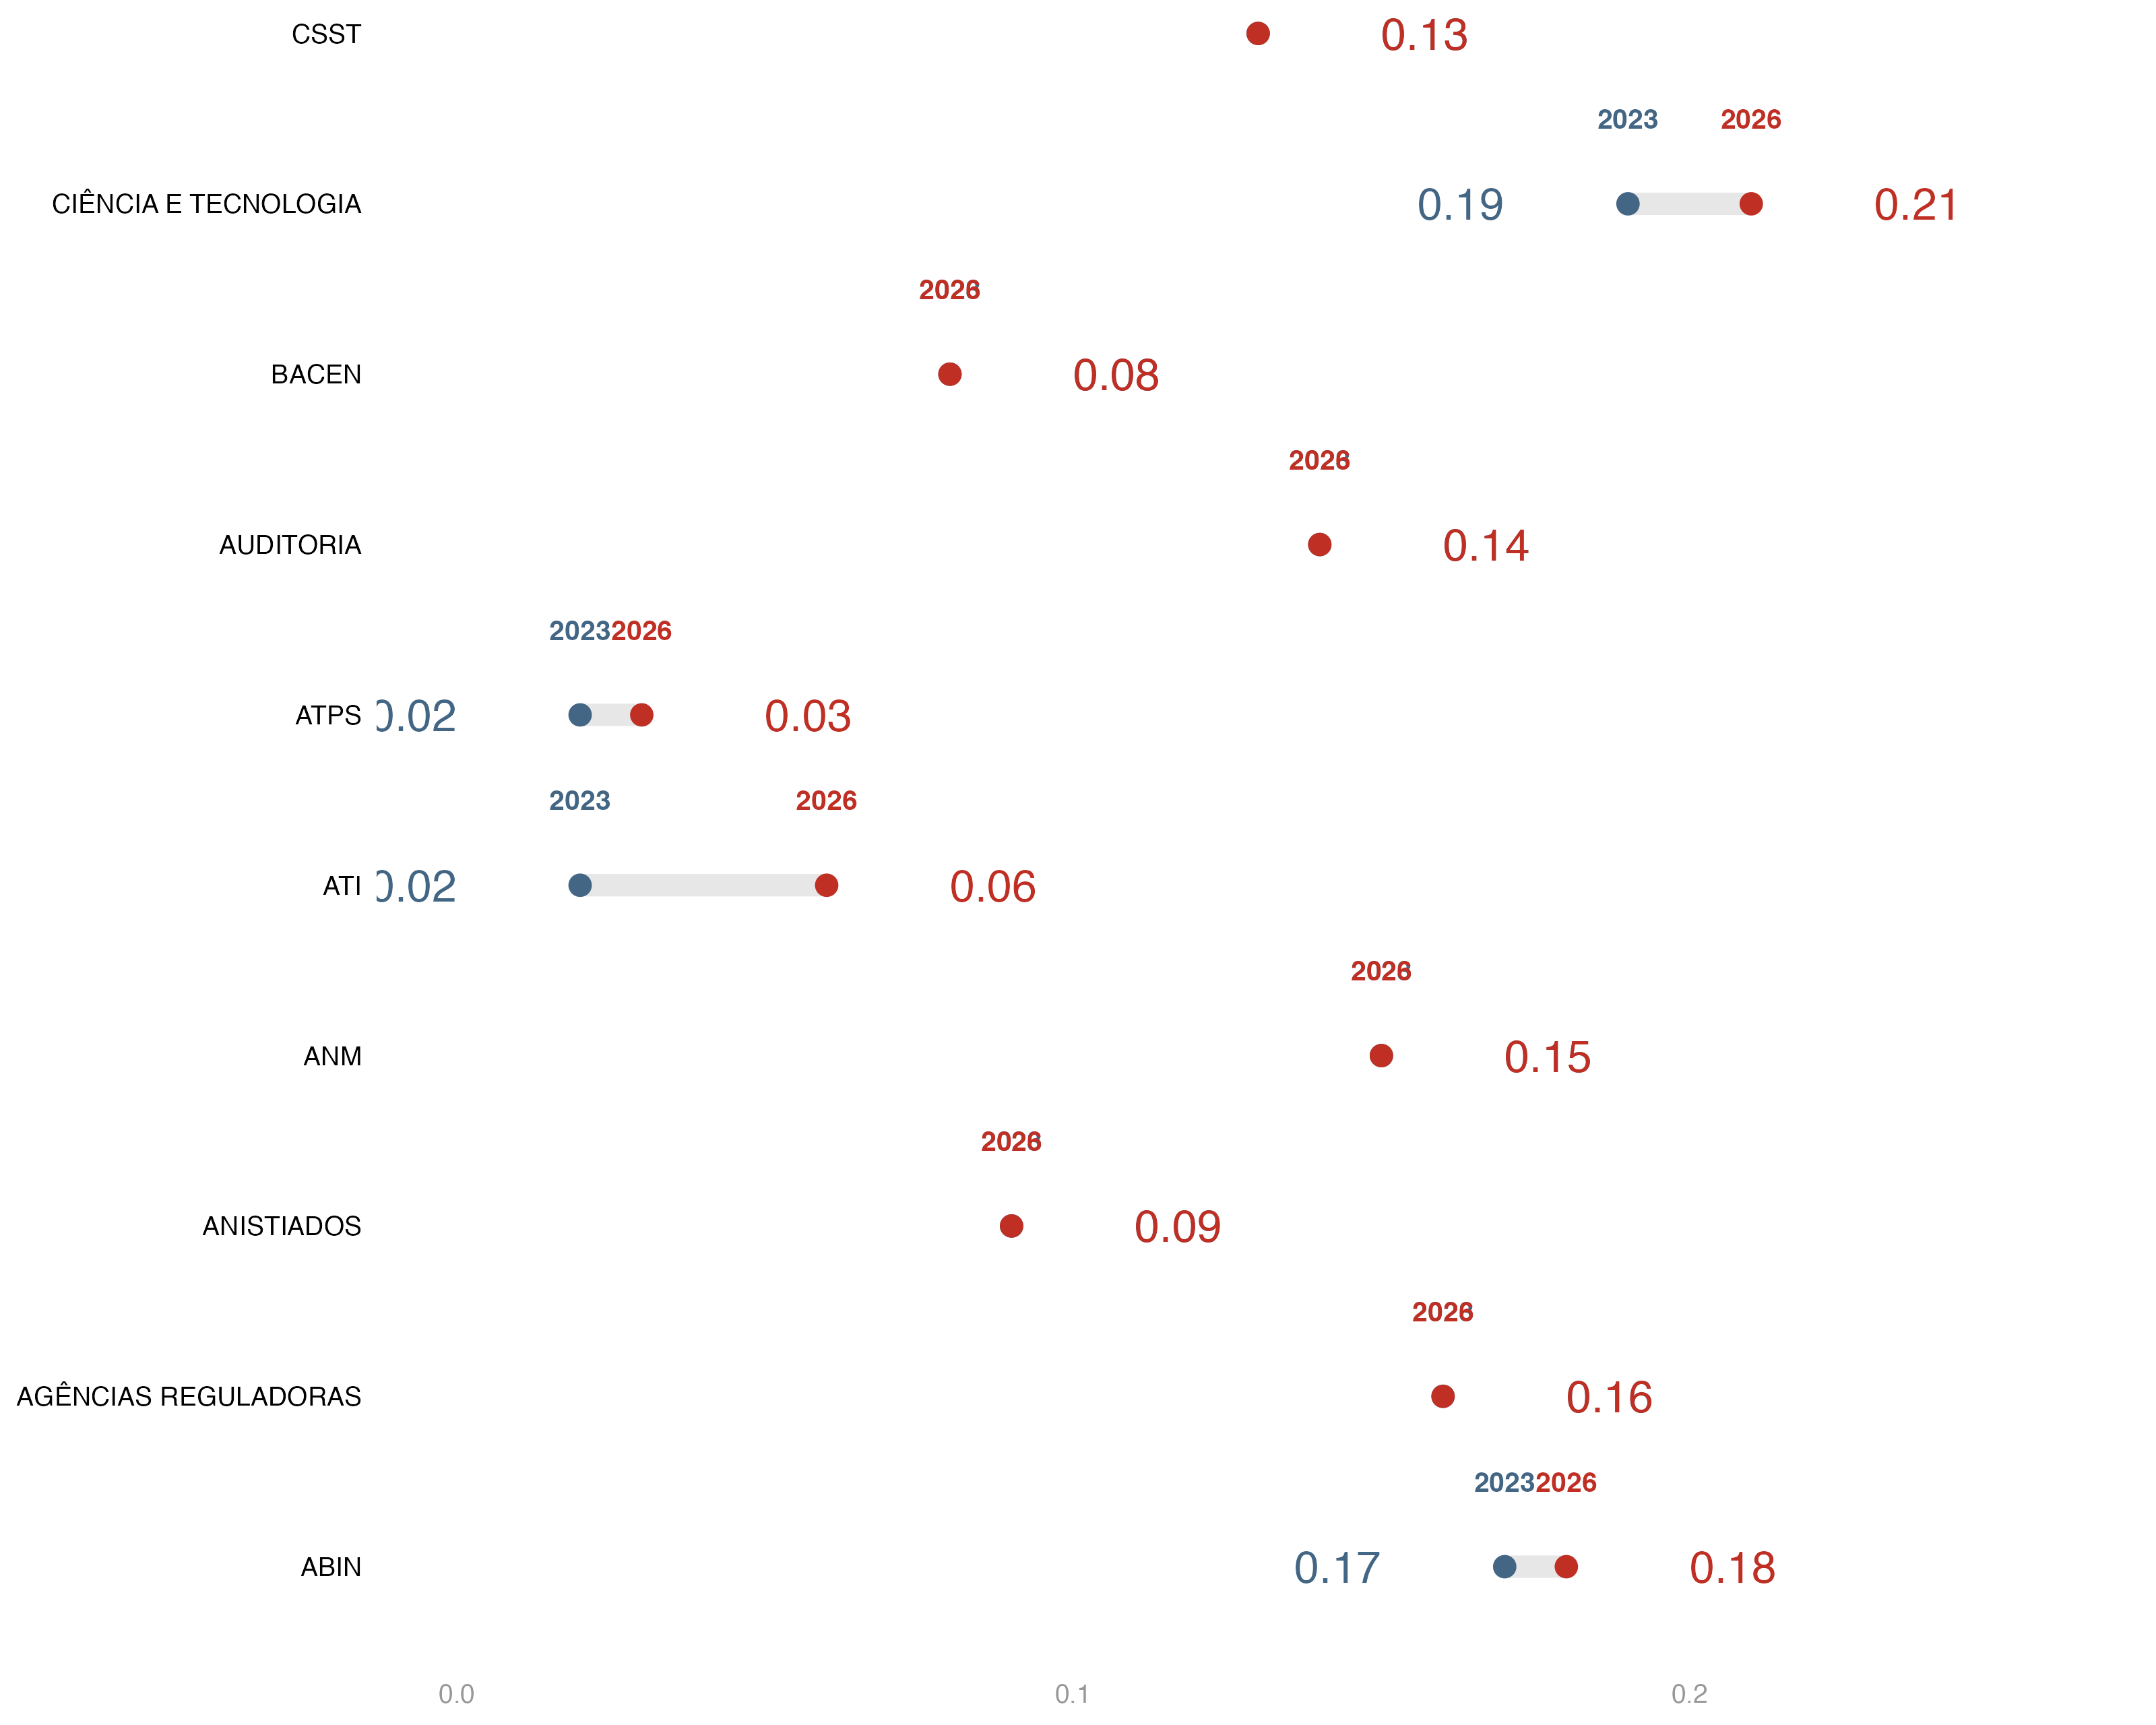 CSST 0.13
2023 2026
CIÊNCIA E TECNOLOGIA 0.19 0.21
2026
BACEN 0.08
2026
AUDITORIA 0.14
2023 2026
ATPS 0.02 0.03
2023 2026
ATI 0.02 0.06
2026
ANM 0.15
2026
ANISTIADOS 0.09
2026
AGÊNCIAS REGULADORAS 0.16
2023 2026
ABIN 0.17 0.18
0.0 0.1 0.2